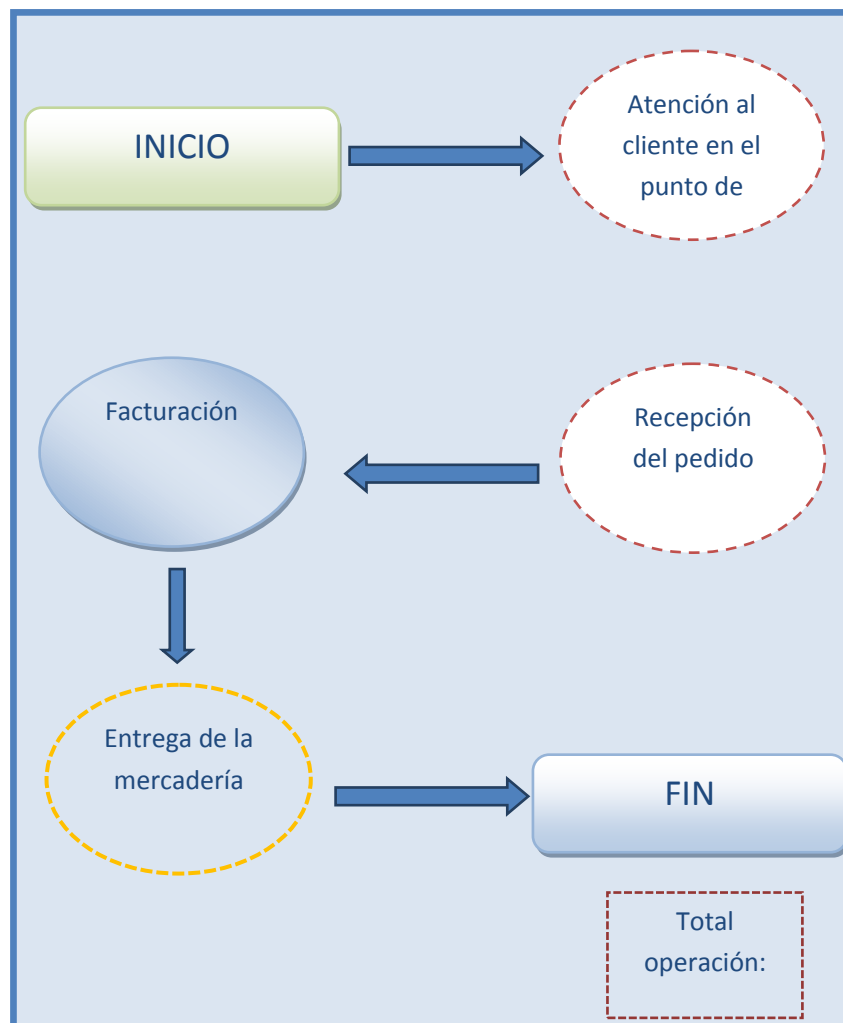 INICIO
Atención al
cliente en el
punto de
Recepción
del pedido
Facturación
Entrega de la
mercadería
FIN
Total
operación: